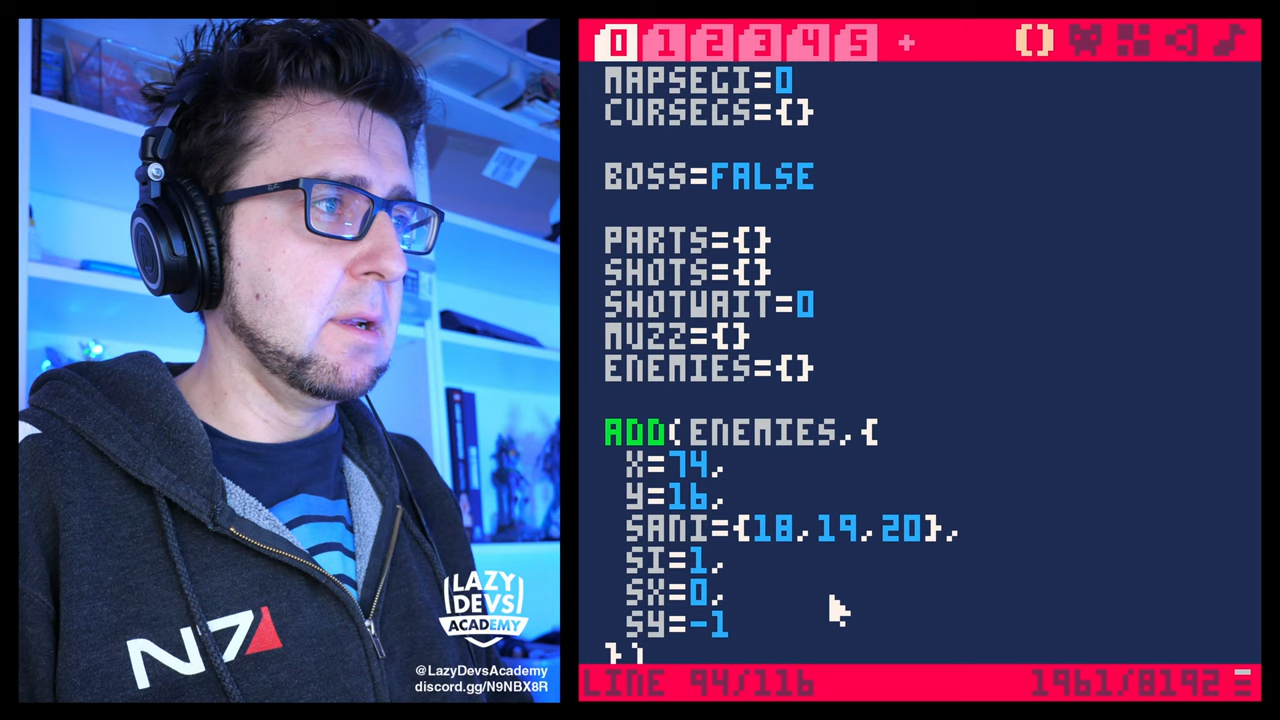 0 1 2 3 4 5 +
MAPSEGI=0
CURSEGS={}
BOSS=FALSE
PARTS={}
SHOTS={}
SHOTWAIT=0
MUZZ={}
ENEMIES={}
ADD(ENEMIES,{
X=74,
Y=16,
SANI={18,19,20},
SI=1,
SX=0,
SY=-1
})
LINE 94/116
1961/8192
N7
LAZY
DEVS
ACADEMY
@LazyDevsAcademy
discord.gg/N9NBX8R